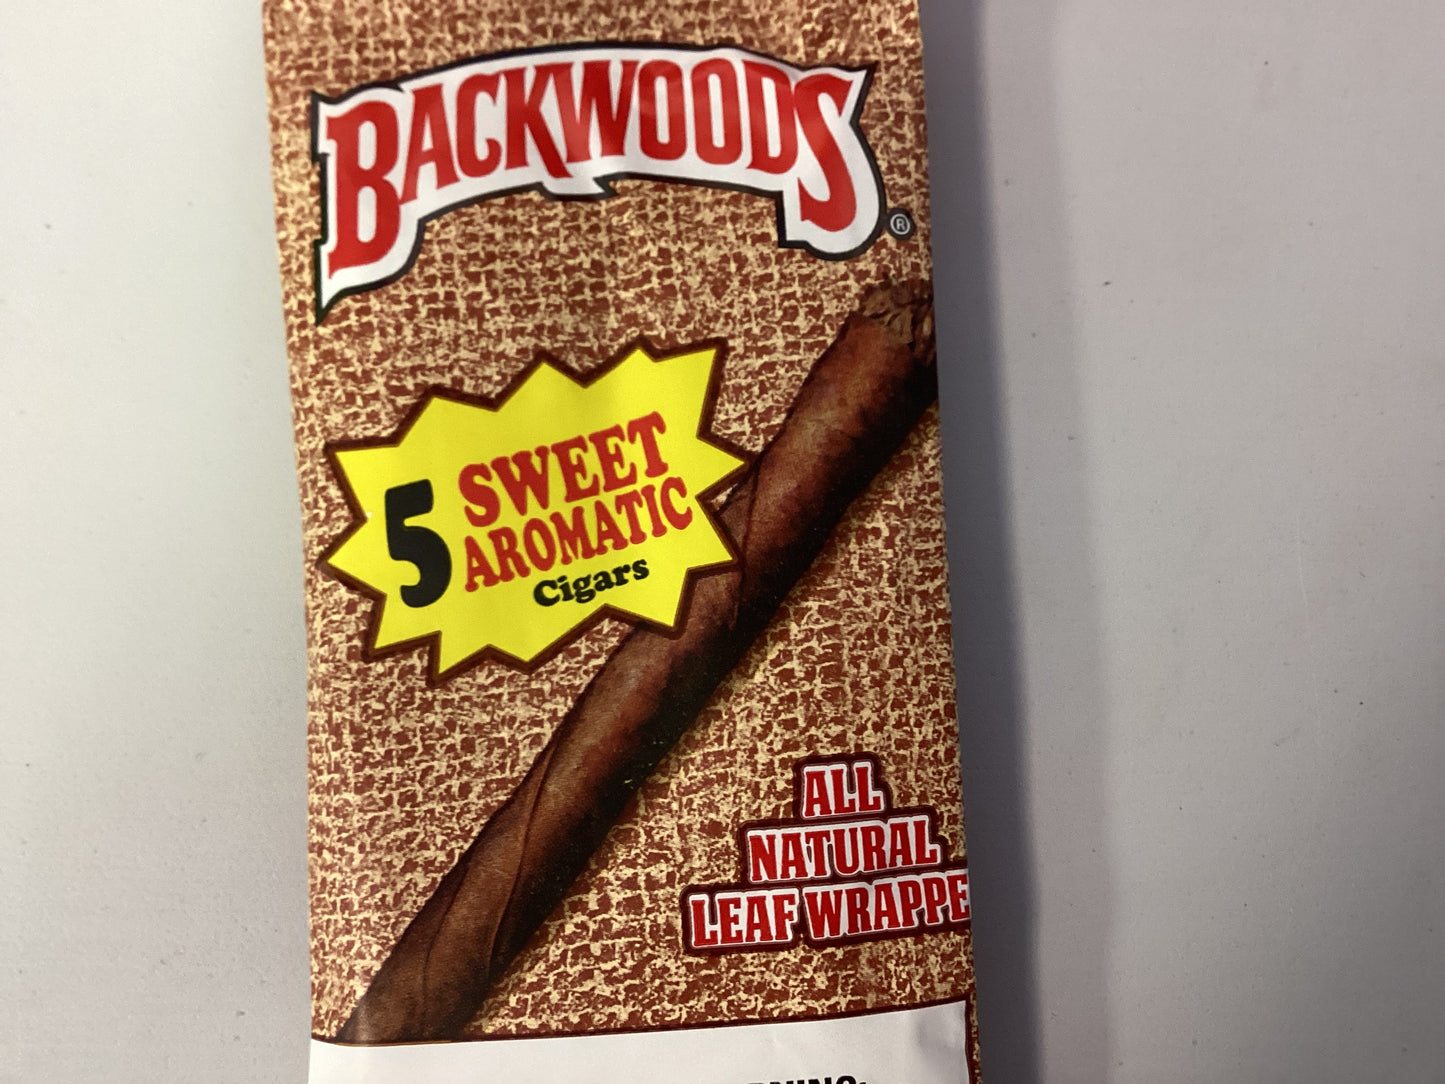 BACKWOODS®
5 SWEET
AROMATIC
Cigars
ALL
NATURAL
LEAF WRAPPE